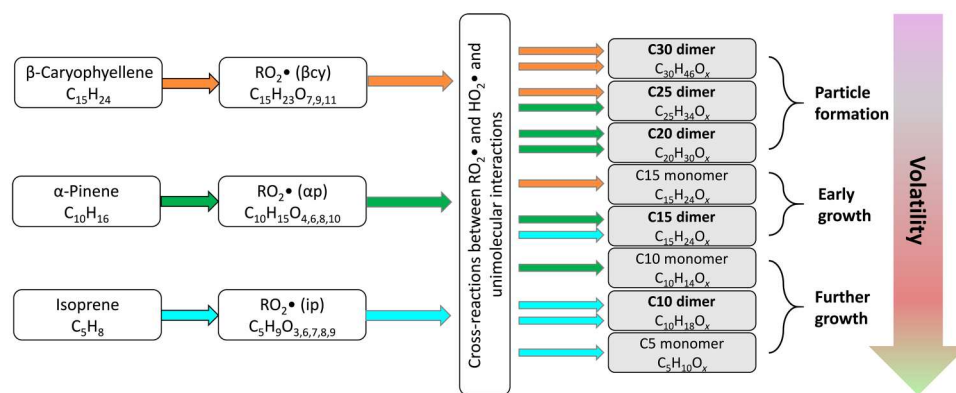 β-Caryophyllene
C₁₅H₂₄
RO₂• (βcy)
C₁₅H₂₃O₇,₉,₁₁
α-Pinene
C₁₀H₁₆
RO₂• (αp)
C₁₀H₁₅O₄,₆,₈,₁₀
Isoprene
C₅H₈
RO₂• (ip)
C₅H₉O₃,₆,₇,₈,₉
Cross-reactions between RO₂• and HO₂• and
unimolecular interactions
C30 dimer
C₃₀H₄₆Oₓ
C25 dimer
C₂₅H₃₄Oₓ
C20 dimer
C₂₀H₃₀Oₓ
C15 monomer
C₁₅H₂₄Oₓ
C15 dimer
C₁₅H₂₄Oₓ
C10 monomer
C₁₀H₁₄Oₓ
C10 dimer
C₁₀H₁₈Oₓ
C5 monomer
C₅H₁₀Oₓ
Particle
formation
Early
growth
Further
growth
Volatility